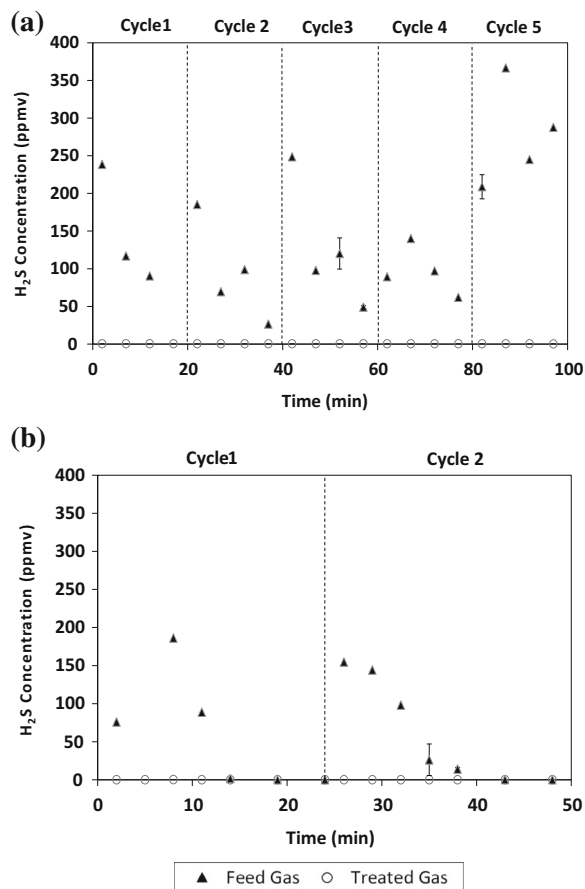 (a)
Cycle1 Cycle 2 Cycle3 Cycle 4 Cycle 5
400
350
300
250
200
150
100
50
0
H₂S Concentration (ppmv)
0 20 40 60 80 100
Time (min)
(b)
Cycle1 Cycle 2
400
350
300
250
200
150
100
50
0
H₂S Concentration (ppmv)
0 10 20 30 40 50
Time (min)
▲ Feed Gas ○ Treated Gas